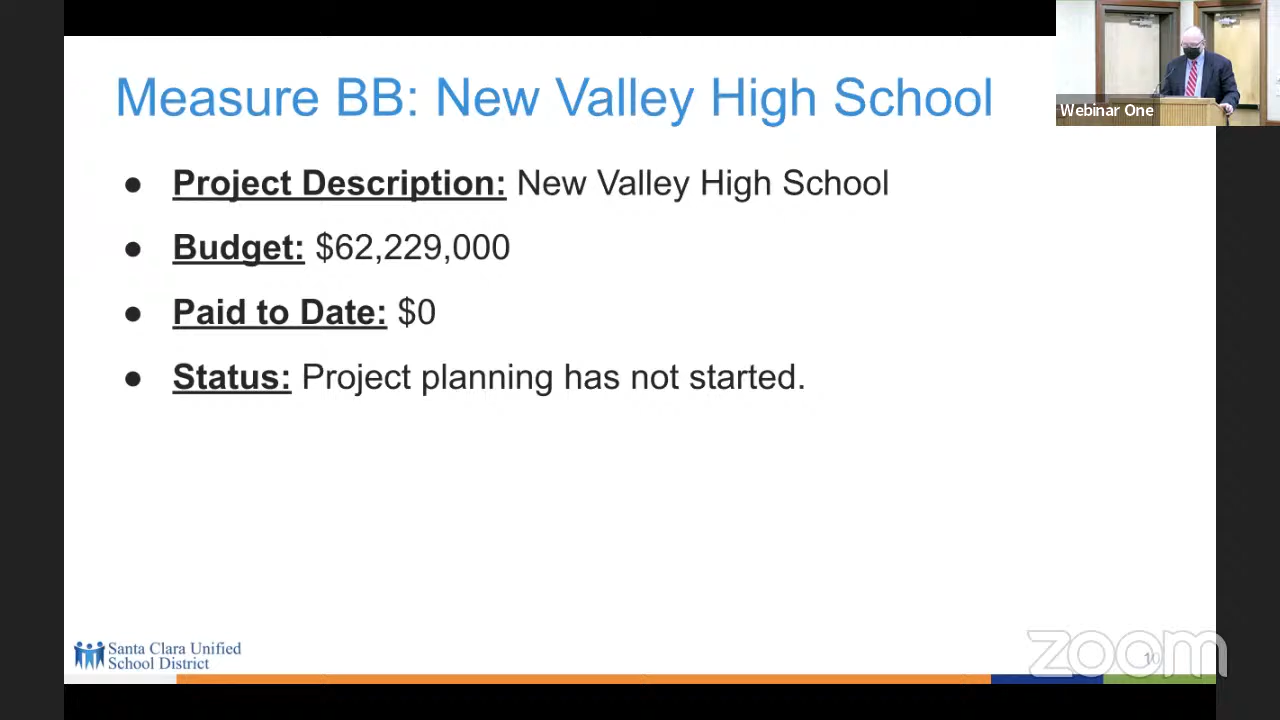 Measure BB: New Valley High School
Webinar One
● Project Description: New Valley High School
● Budget: $62,229,000
● Paid to Date: $0
● Status: Project planning has not started.
Santa Clara Unified
School District
zoom
10